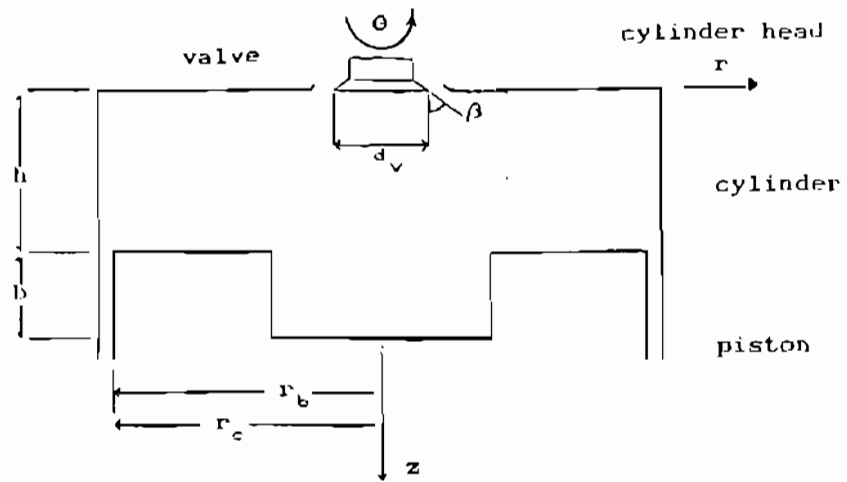 θ
cylinder head
valve
r
β
d_v
h
cylinder
b
piston
r_b
r_c
z